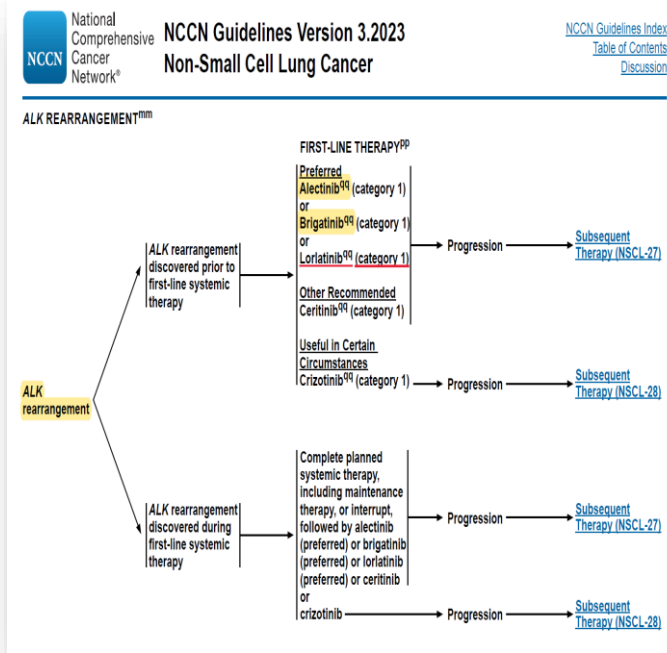 National
Comprehensive
Cancer
Network®
NCCN
NCCN Guidelines Version 3.2023
Non-Small Cell Lung Cancer
NCCN Guidelines Index
Table of Contents
Discussion
ALK REARRANGEMENTmm
FIRST-LINE THERAPYpp
ALK rearrangement
discovered prior to
first-line systemic
therapy
Preferred
Alectinibqq (category 1)
or
Brigatinibqq (category 1)
or
Lorlatinibqq (category 1)
Other Recommended
Ceritinibqq (category 1)
Progression
Subsequent
Therapy (NSCL-27)
Useful in Certain
Circumstances
Crizotinibqq (category 1)
Progression
Subsequent
Therapy (NSCL-28)
ALK
rearrangement
ALK rearrangement
discovered during
first-line systemic
therapy
Complete planned
systemic therapy,
including maintenance
therapy, or interrupt,
followed by alectinib
(preferred) or brigatinib
(preferred) or lorlatinib
(preferred) or ceritinib
or
crizotinib
Progression
Subsequent
Therapy (NSCL-27)
Progression
Subsequent
Therapy (NSCL-28)